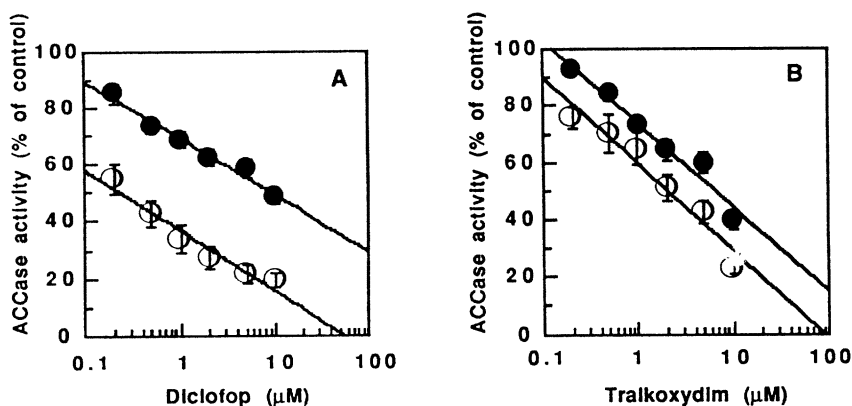 ACCase activity (% of control)
100
80
60
40
20
0
A
0.1 1 10 100
Diclofop (μM)
ACCase activity (% of control)
100
80
60
40
20
0
B
0.1 1 10 100
Tralkoxydim (μM)